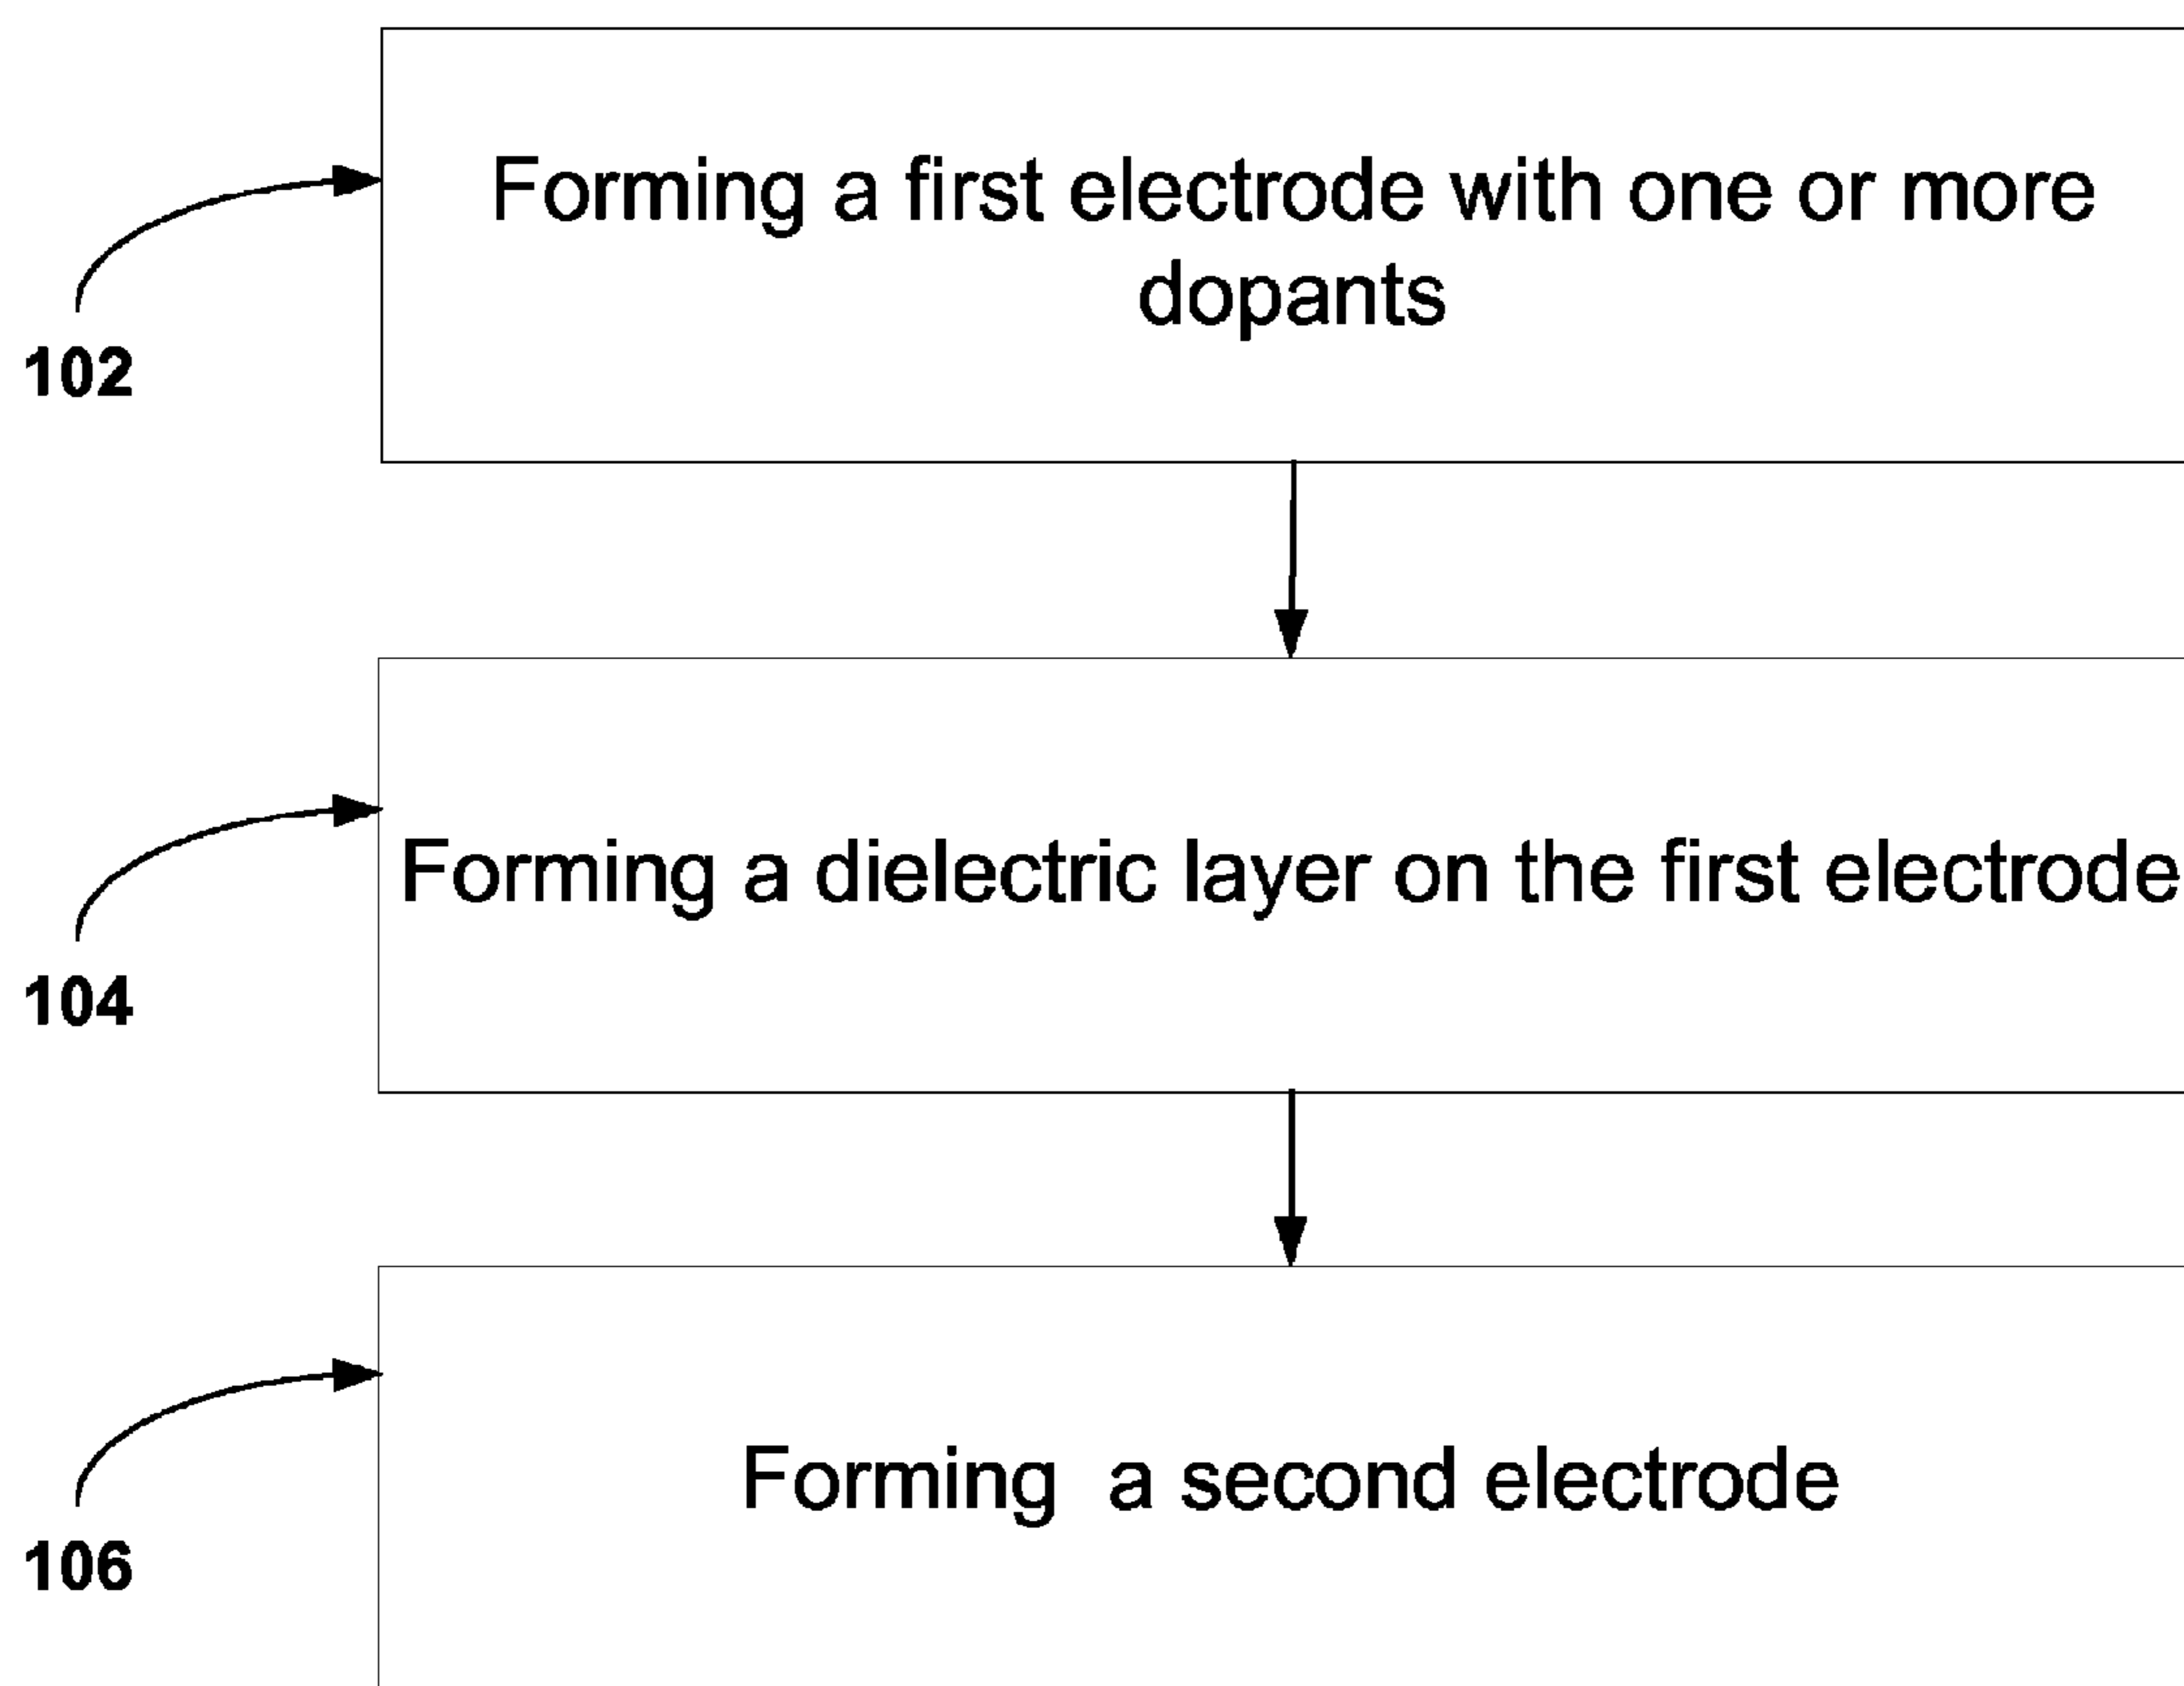 Forming a first electrode with one or more
dopants
102
Forming a dielectric layer on the first electrode
104
Forming a second electrode
106